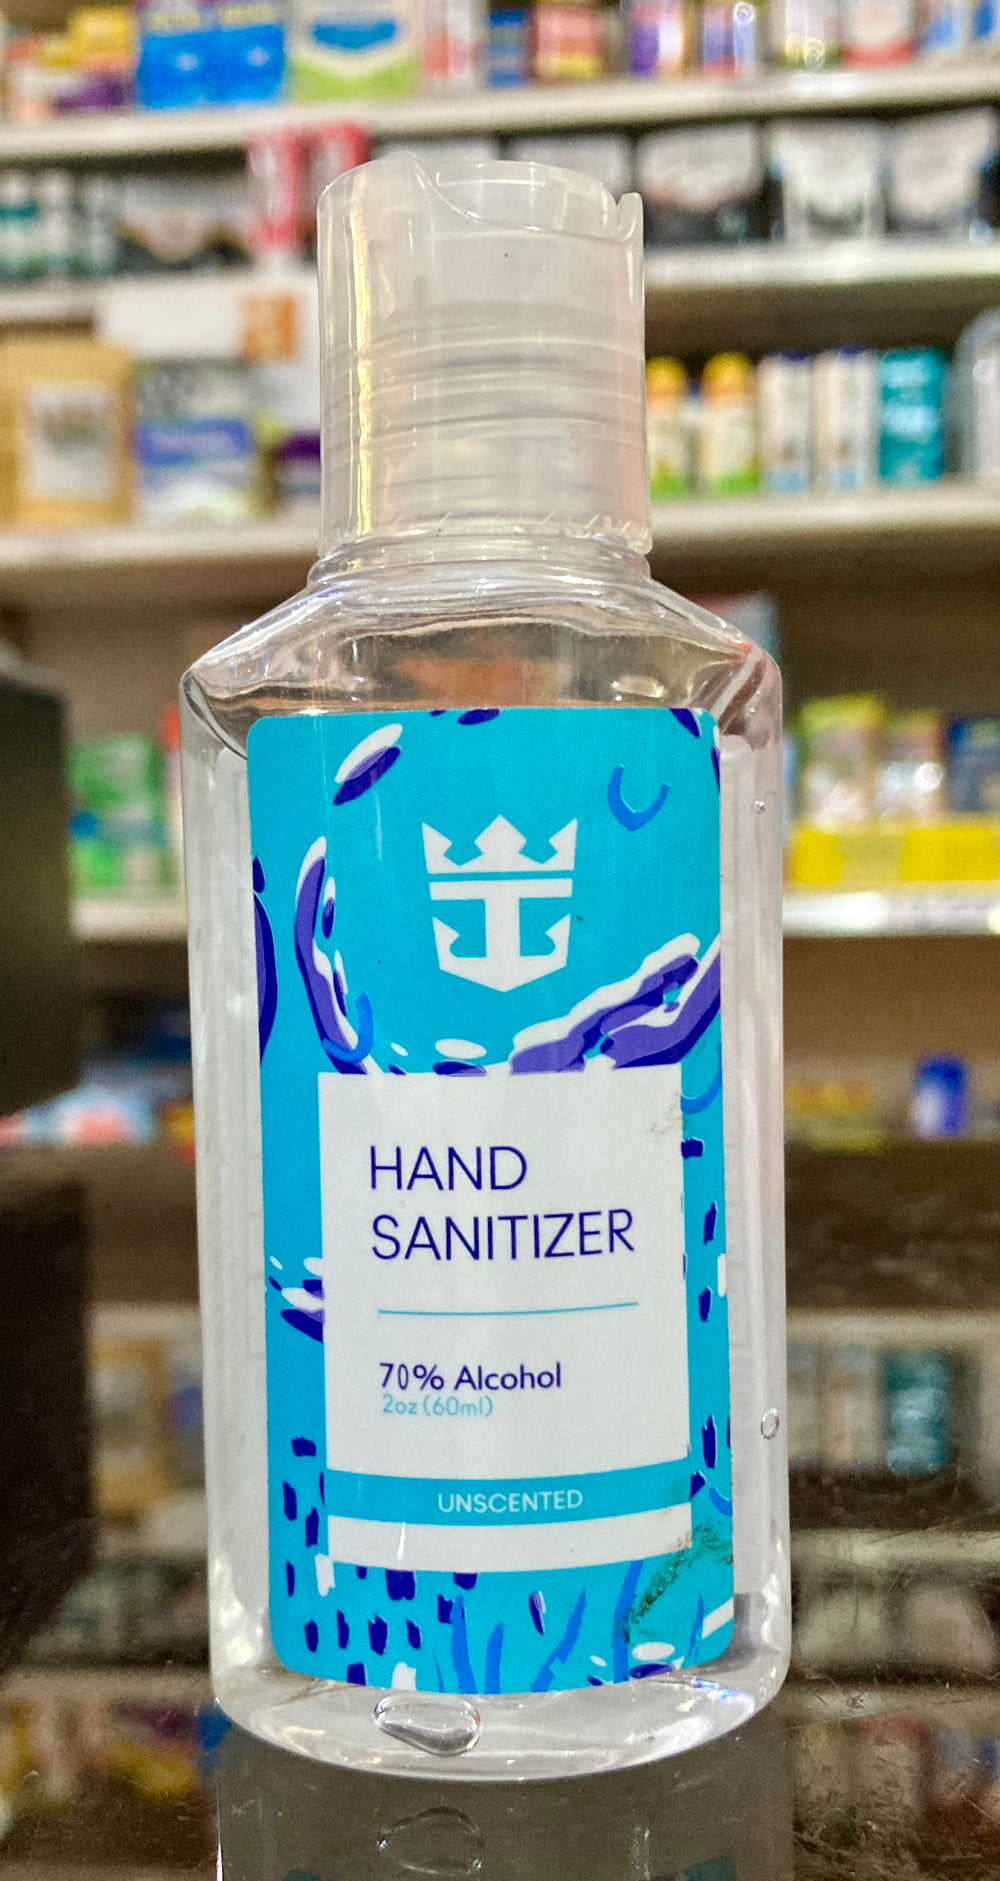 HAND
SANITIZER
70% Alcohol
2oz (60ml)
UNSCENTED